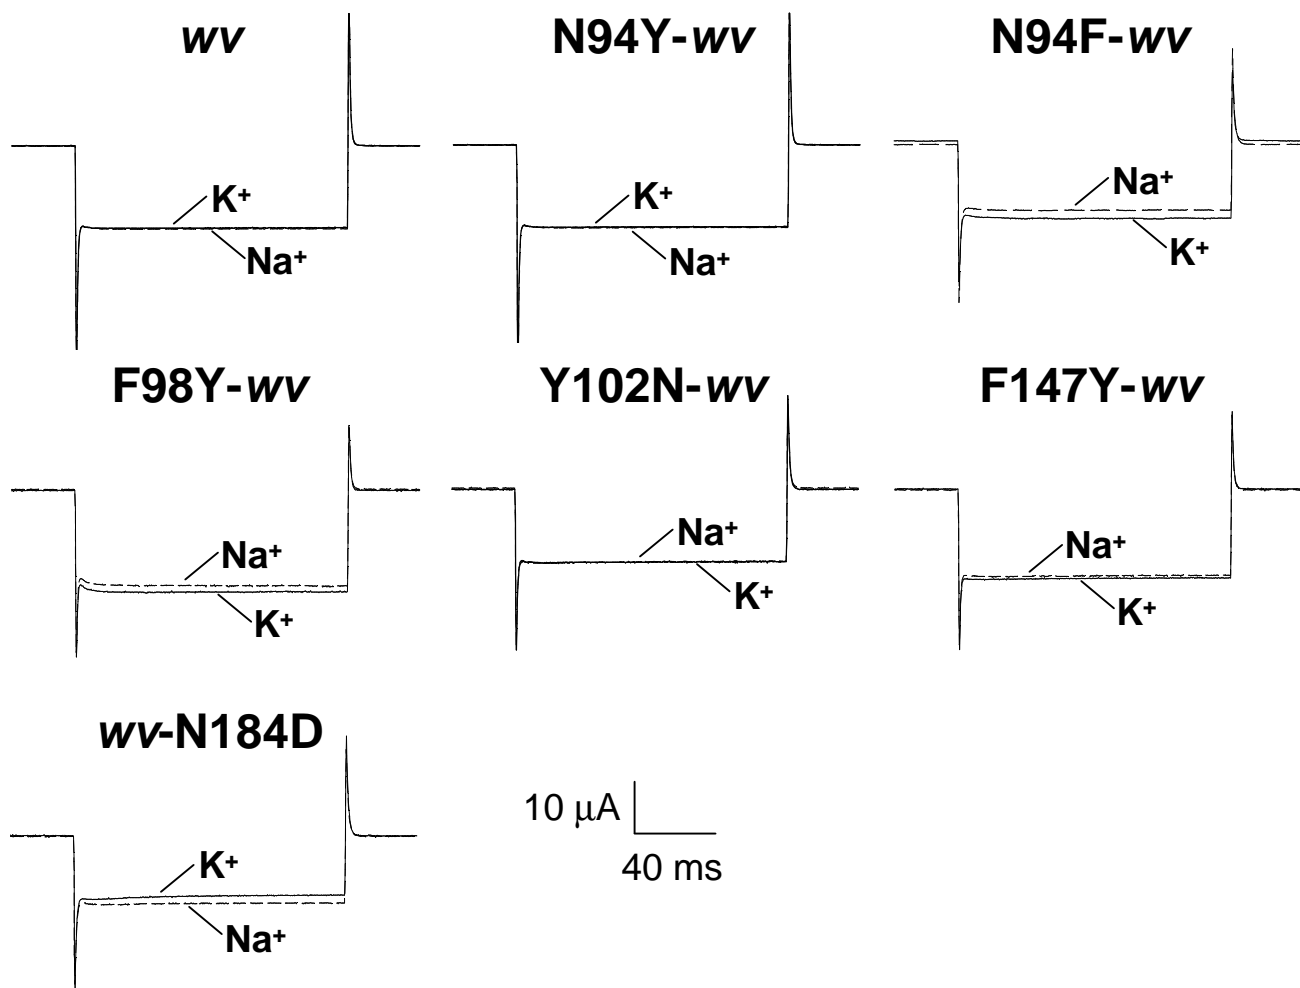 wv
N94Y-wv
N94F-wv
K⁺
Na⁺
K⁺
Na⁺
Na⁺
K⁺
F98Y-wv
Y102N-wv
F147Y-wv
Na⁺
K⁺
Na⁺
K⁺
Na⁺
K⁺
wv-N184D
K⁺
Na⁺
10 μA
40 ms